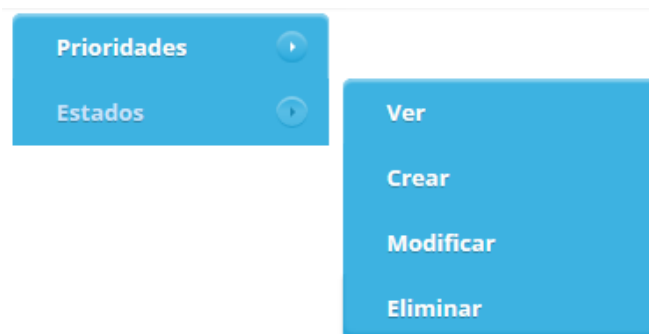 Prioridades
Estados
Ver
Crear
Modificar
Eliminar